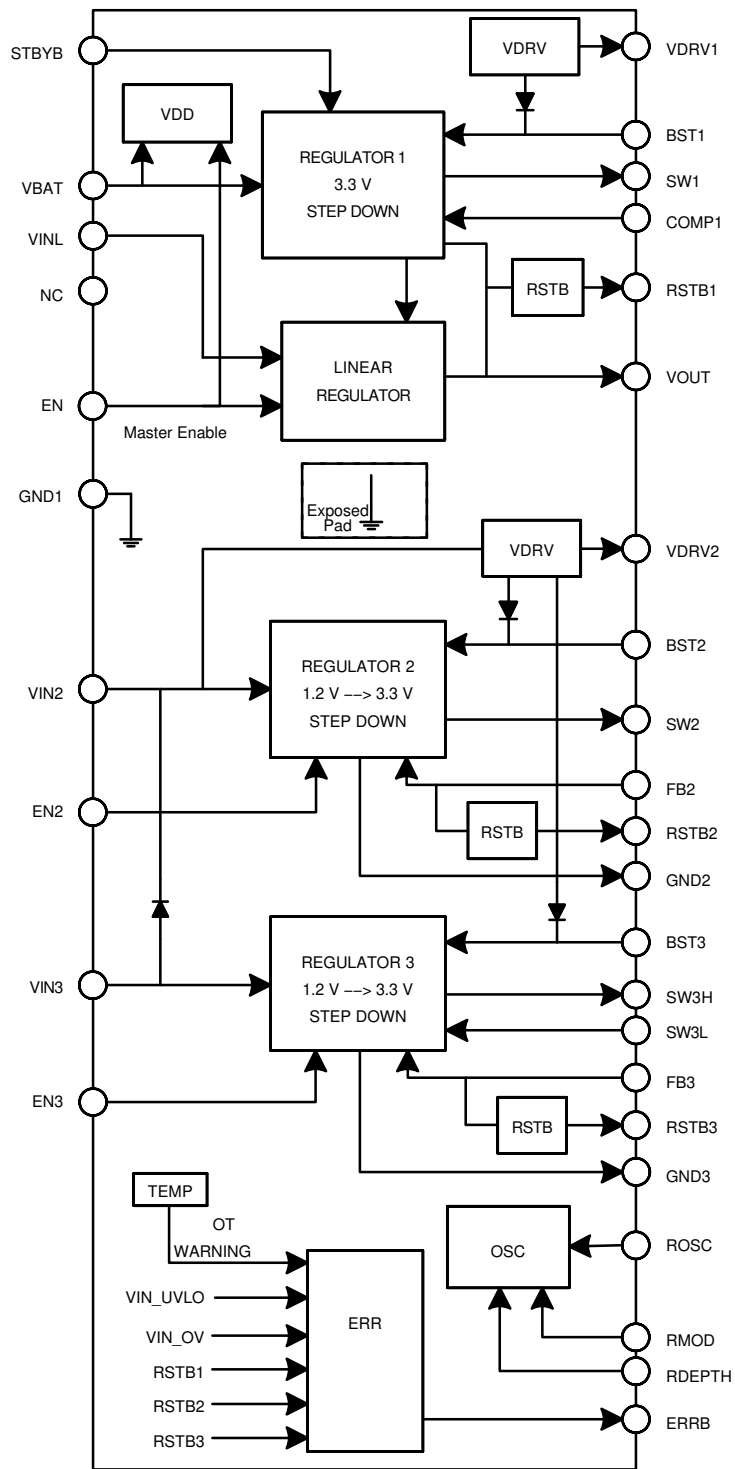 STBYB
VDRV
VDRV1
VDD
BST1
REGULATOR 1
3.3 V
STEP DOWN
VBAT
SW1
COMP1
VINL
NC
RSTB
RSTB1
LINEAR
REGULATOR
VOUT
EN
Master Enable
GND1
Exposed
Pad
VDRV
VDRV2
REGULATOR 2
1.2 V −−> 3.3 V
STEP DOWN
BST2
VIN2
SW2
FB2
EN2
RSTB
RSTB2
GND2
BST3
REGULATOR 3
1.2 V −−> 3.3 V
STEP DOWN
VIN3
SW3H
SW3L
FB3
EN3
RSTB
RSTB3
GND3
TEMP
OT
WARNING
OSC
ROSC
VIN_UVLO
ERR
VIN_OV
RMOD
RSTB1
RDEPTH
RSTB2
ERRB
RSTB3